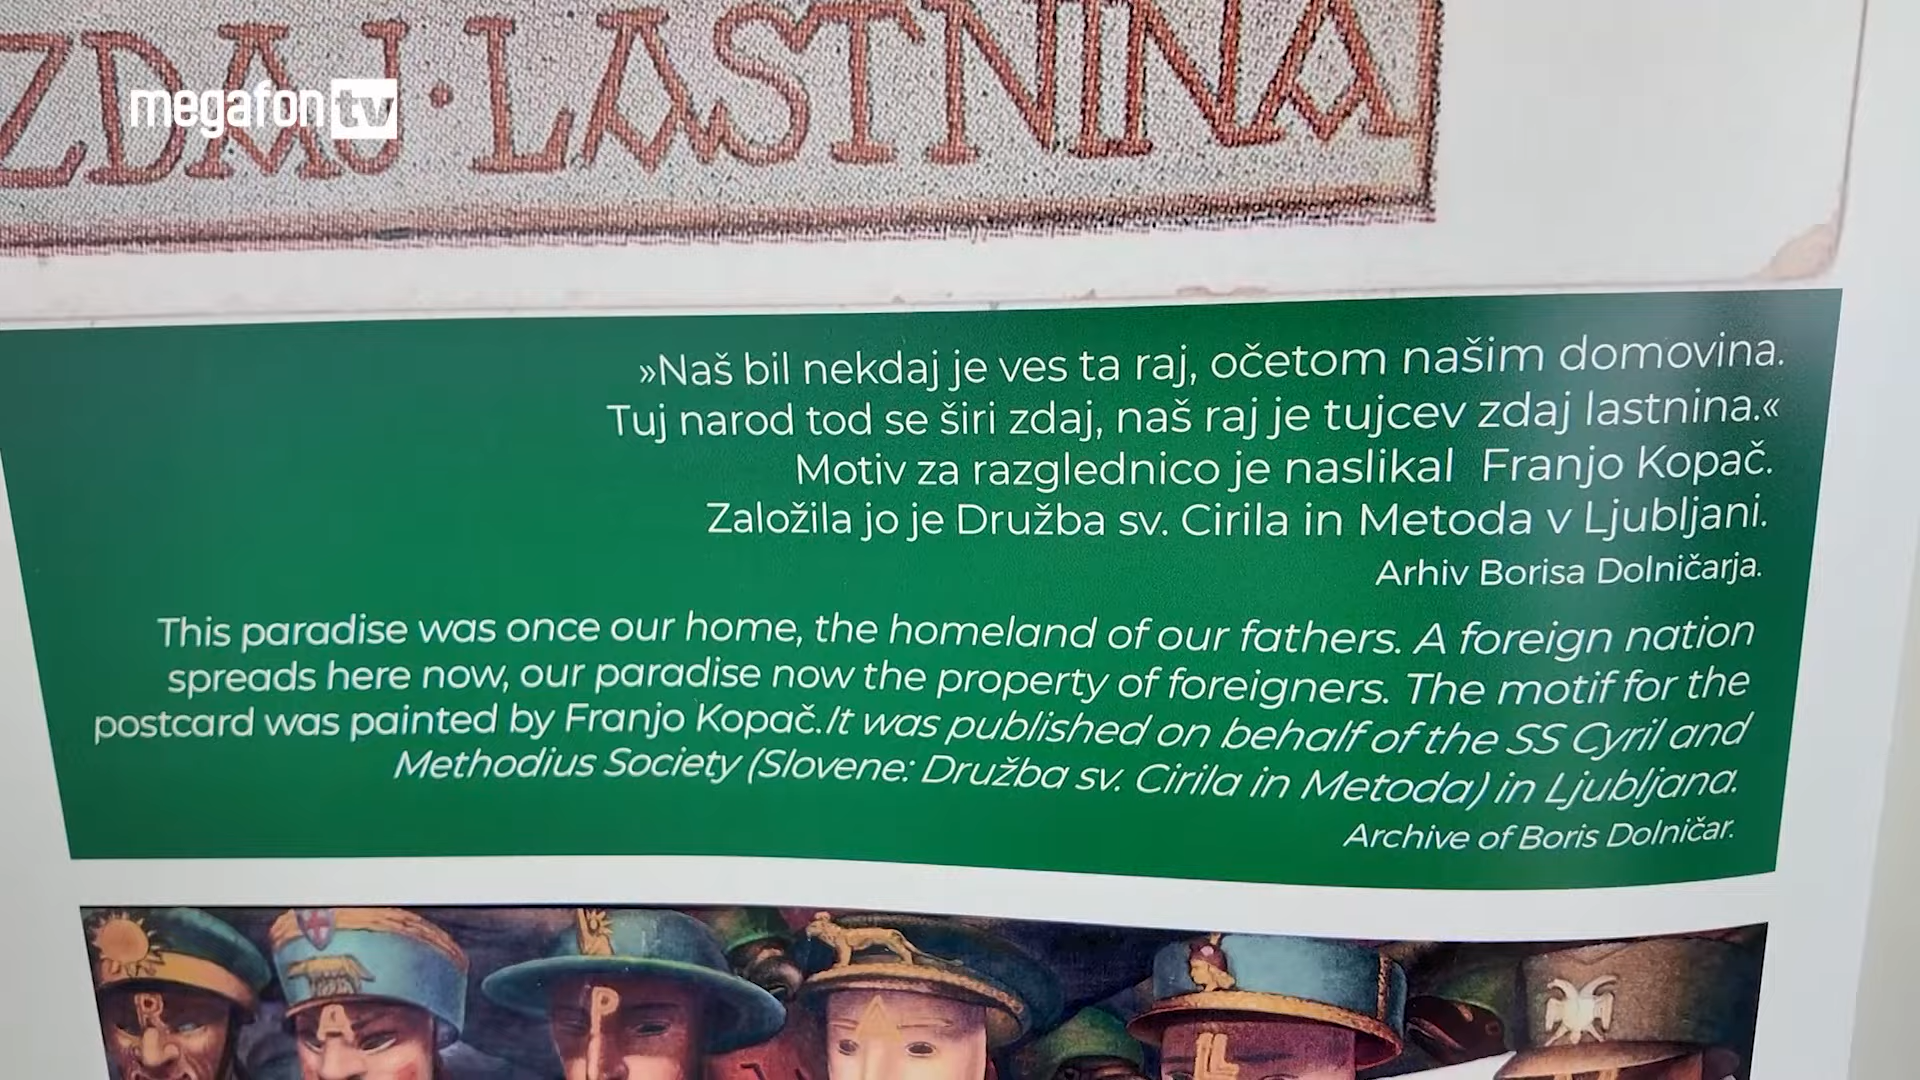 ZDAJ · LASTNINA
megafon tv
»Naš bil nekdaj je ves ta raj, očetom našim domovina.
Tuj narod tod se širi zdaj, naš raj je tujcev zdaj lastnina.«
Motiv za razglednico je naslikal Franjo Kopač.
Založila jo je Družba sv. Cirila in Metoda v Ljubljani.
Arhiv Borisa Dolničarja.
This paradise was once our home, the homeland of our fathers. A foreign nation
spreads here now, our paradise now the property of foreigners. The motif for the
postcard was painted by Franjo Kopač.It was published on behalf of the SS Cyril and
Methodius Society (Slovene: Družba sv. Cirila in Metoda) in Ljubljana.
Archive of Boris Dolničar.
R A P A L L